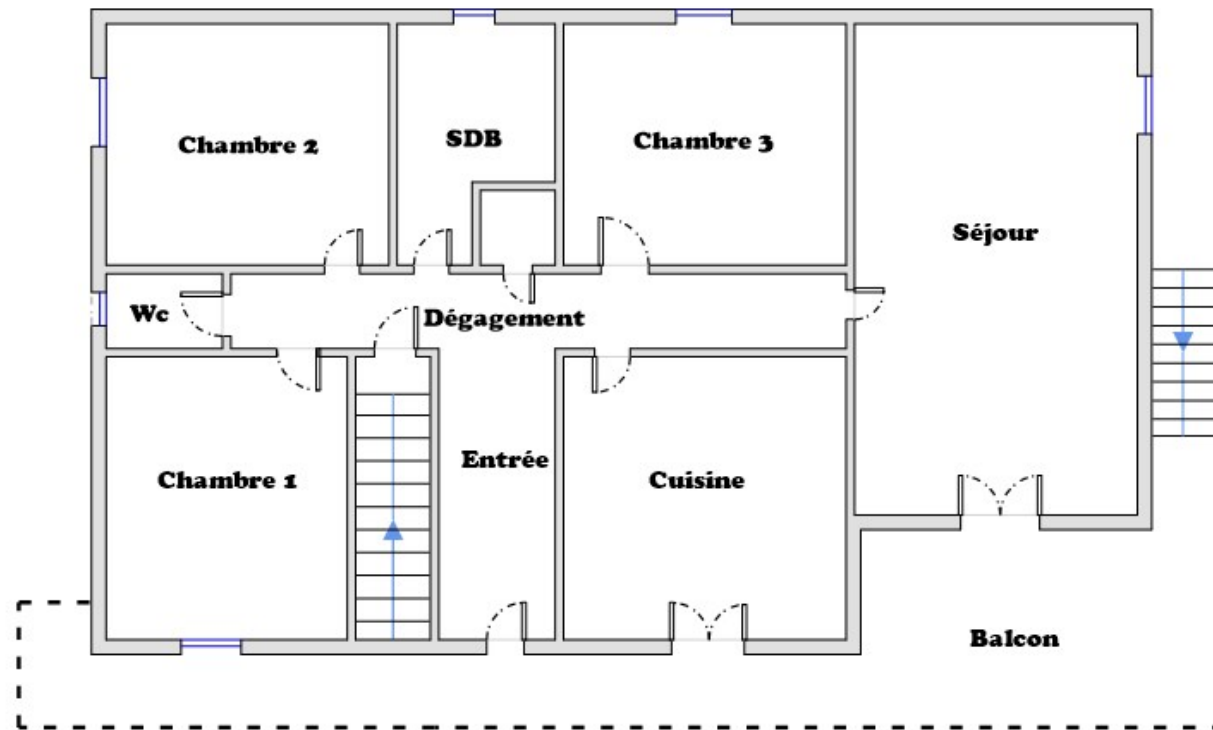 Chambre 2
SDB
Chambre 3
Séjour
Wc
Dégagement
Chambre 1
Entrée
Cuisine
Balcon